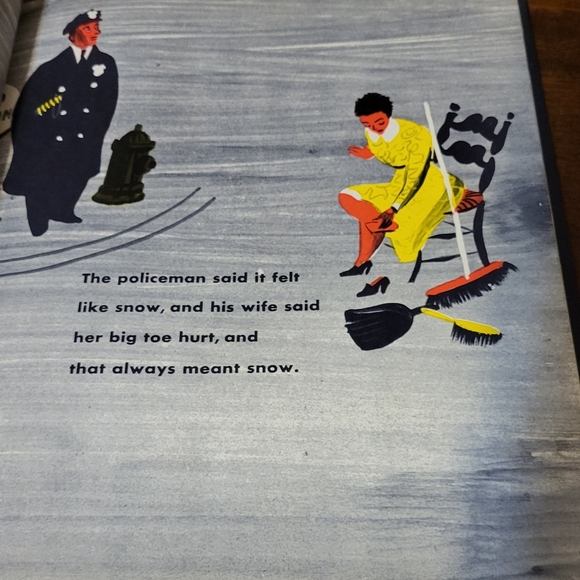 The policeman said it felt
like snow, and his wife said
her big toe hurt, and
that always meant snow.